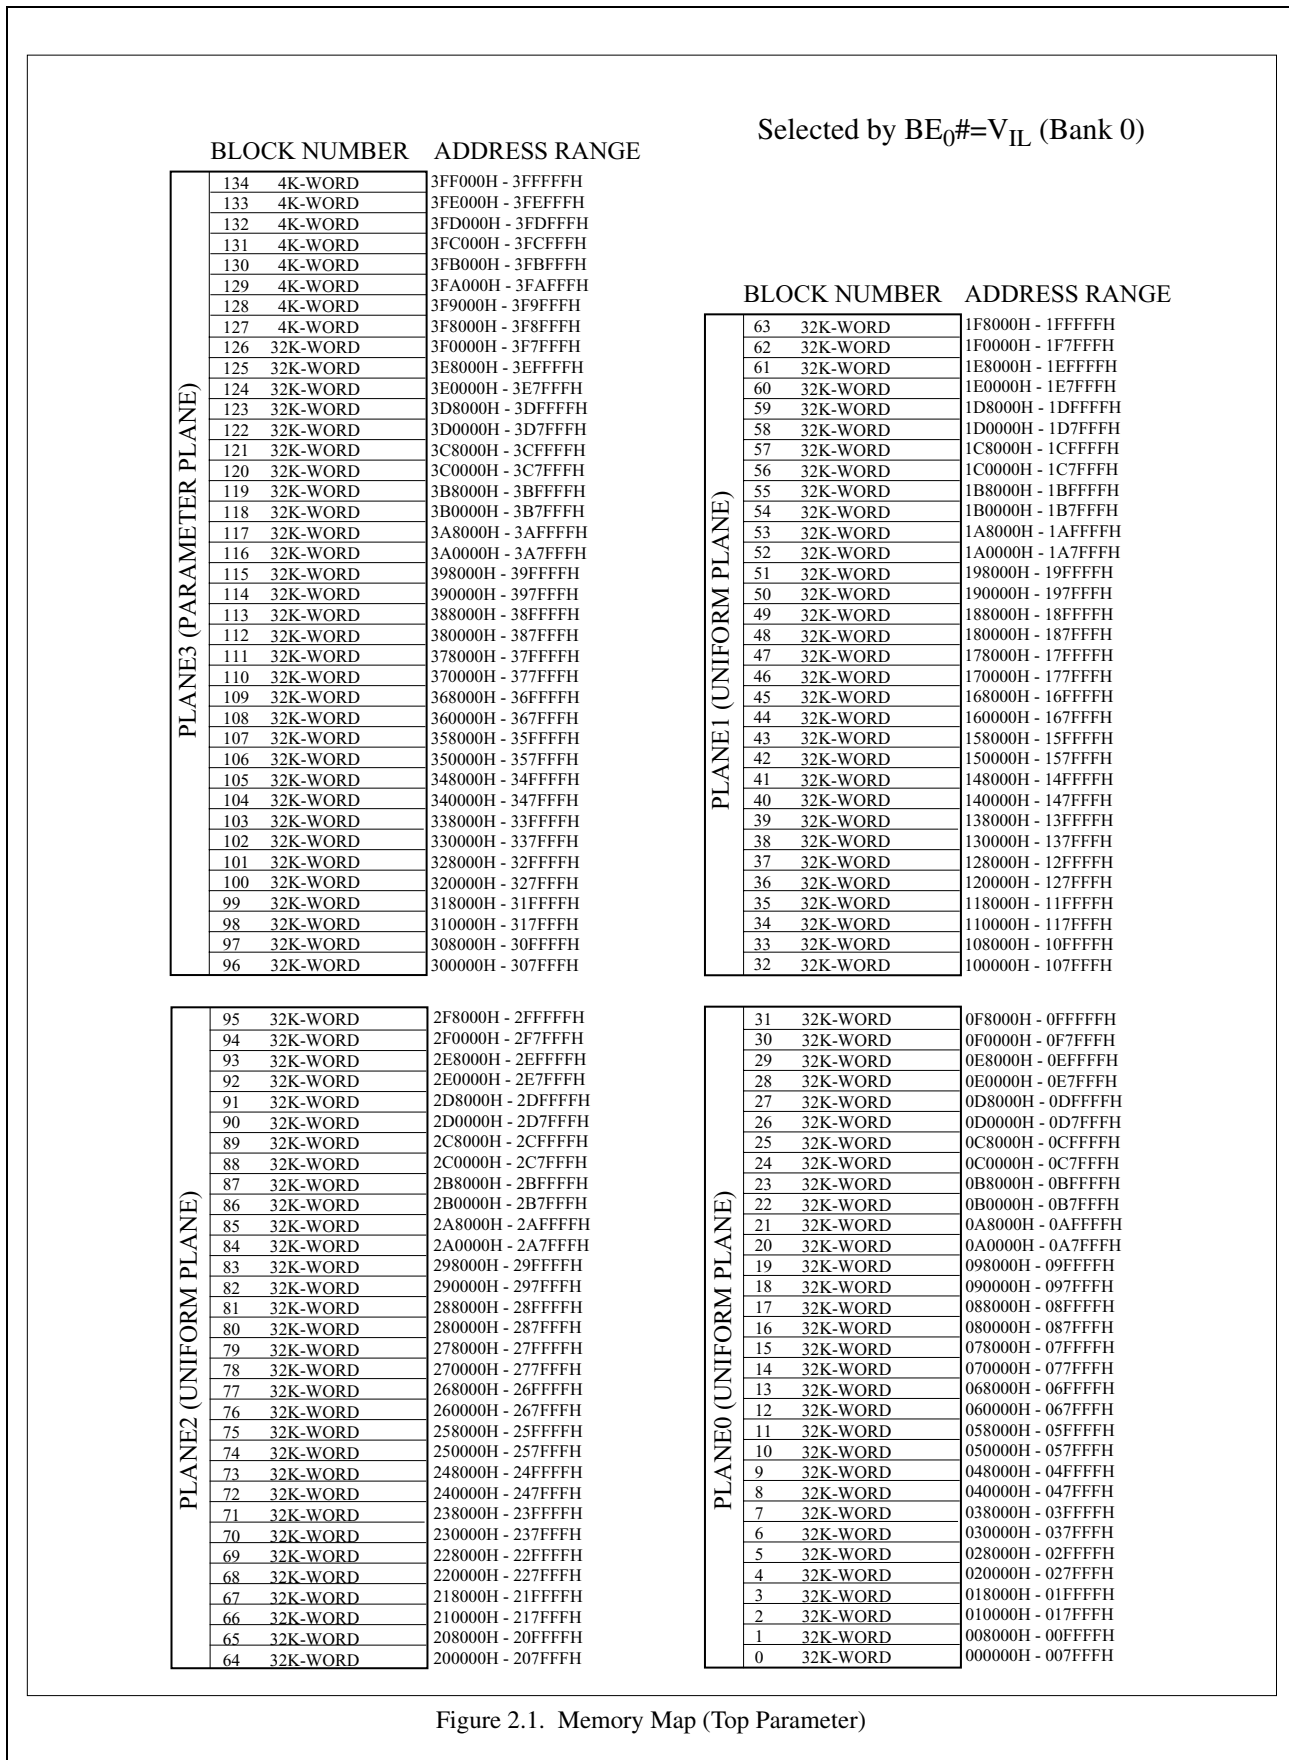 Selected by BE0#=VIL (Bank 0)
BLOCK NUMBER ADDRESS RANGE
PLANE3 (PARAMETER PLANE)
134 4K-WORD 3FF000H - 3FFFFFH
133 4K-WORD 3FE000H - 3FEFFFH
132 4K-WORD 3FD000H - 3FDFFFH
131 4K-WORD 3FC000H - 3FCFFFH
130 4K-WORD 3FB000H - 3FBFFFH
129 4K-WORD 3FA000H - 3FAFFFH
128 4K-WORD 3F9000H - 3F9FFFH
127 4K-WORD 3F8000H - 3F8FFFH
126 32K-WORD 3F0000H - 3F7FFFH
125 32K-WORD 3E8000H - 3EFFFFH
124 32K-WORD 3E0000H - 3E7FFFH
123 32K-WORD 3D8000H - 3DFFFFH
122 32K-WORD 3D0000H - 3D7FFFH
121 32K-WORD 3C8000H - 3CFFFFH
120 32K-WORD 3C0000H - 3C7FFFH
119 32K-WORD 3B8000H - 3BFFFFH
118 32K-WORD 3B0000H - 3B7FFFH
117 32K-WORD 3A8000H - 3AFFFFH
116 32K-WORD 3A0000H - 3A7FFFH
115 32K-WORD 398000H - 39FFFFH
114 32K-WORD 390000H - 397FFFH
113 32K-WORD 388000H - 38FFFFH
112 32K-WORD 380000H - 387FFFH
111 32K-WORD 378000H - 37FFFFH
110 32K-WORD 370000H - 377FFFH
109 32K-WORD 368000H - 36FFFFH
108 32K-WORD 360000H - 367FFFH
107 32K-WORD 358000H - 35FFFFH
106 32K-WORD 350000H - 357FFFH
105 32K-WORD 348000H - 34FFFFH
104 32K-WORD 340000H - 347FFFH
103 32K-WORD 338000H - 33FFFFH
102 32K-WORD 330000H - 337FFFH
101 32K-WORD 328000H - 32FFFFH
100 32K-WORD 320000H - 327FFFH
99 32K-WORD 318000H - 31FFFFH
98 32K-WORD 310000H - 317FFFH
97 32K-WORD 308000H - 30FFFFH
96 32K-WORD 300000H - 307FFFH
PLANE2 (UNIFORM PLANE)
95 32K-WORD 2F8000H - 2FFFFFH
94 32K-WORD 2F0000H - 2F7FFFH
93 32K-WORD 2E8000H - 2EFFFFH
92 32K-WORD 2E0000H - 2E7FFFH
91 32K-WORD 2D8000H - 2DFFFFH
90 32K-WORD 2D0000H - 2D7FFFH
89 32K-WORD 2C8000H - 2CFFFFH
88 32K-WORD 2C0000H - 2C7FFFH
87 32K-WORD 2B8000H - 2BFFFFH
86 32K-WORD 2B0000H - 2B7FFFH
85 32K-WORD 2A8000H - 2AFFFFH
84 32K-WORD 2A0000H - 2A7FFFH
83 32K-WORD 298000H - 29FFFFH
82 32K-WORD 290000H - 297FFFH
81 32K-WORD 288000H - 28FFFFH
80 32K-WORD 280000H - 287FFFH
79 32K-WORD 278000H - 27FFFFH
78 32K-WORD 270000H - 277FFFH
77 32K-WORD 268000H - 26FFFFH
76 32K-WORD 260000H - 267FFFH
75 32K-WORD 258000H - 25FFFFH
74 32K-WORD 250000H - 257FFFH
73 32K-WORD 248000H - 24FFFFH
72 32K-WORD 240000H - 247FFFH
71 32K-WORD 238000H - 23FFFFH
70 32K-WORD 230000H - 237FFFH
69 32K-WORD 228000H - 22FFFFH
68 32K-WORD 220000H - 227FFFH
67 32K-WORD 218000H - 21FFFFH
66 32K-WORD 210000H - 217FFFH
65 32K-WORD 208000H - 20FFFFH
64 32K-WORD 200000H - 207FFFH
BLOCK NUMBER ADDRESS RANGE
PLANE1 (UNIFORM PLANE)
63 32K-WORD 1F8000H - 1FFFFFH
62 32K-WORD 1F0000H - 1F7FFFH
61 32K-WORD 1E8000H - 1EFFFFH
60 32K-WORD 1E0000H - 1E7FFFH
59 32K-WORD 1D8000H - 1DFFFFH
58 32K-WORD 1D0000H - 1D7FFFH
57 32K-WORD 1C8000H - 1CFFFFH
56 32K-WORD 1C0000H - 1C7FFFH
55 32K-WORD 1B8000H - 1BFFFFH
54 32K-WORD 1B0000H - 1B7FFFH
53 32K-WORD 1A8000H - 1AFFFFH
52 32K-WORD 1A0000H - 1A7FFFH
51 32K-WORD 198000H - 19FFFFH
50 32K-WORD 190000H - 197FFFH
49 32K-WORD 188000H - 18FFFFH
48 32K-WORD 180000H - 187FFFH
47 32K-WORD 178000H - 17FFFFH
46 32K-WORD 170000H - 177FFFH
45 32K-WORD 168000H - 16FFFFH
44 32K-WORD 160000H - 167FFFH
43 32K-WORD 158000H - 15FFFFH
42 32K-WORD 150000H - 157FFFH
41 32K-WORD 148000H - 14FFFFH
40 32K-WORD 140000H - 147FFFH
39 32K-WORD 138000H - 13FFFFH
38 32K-WORD 130000H - 137FFFH
37 32K-WORD 128000H - 12FFFFH
36 32K-WORD 120000H - 127FFFH
35 32K-WORD 118000H - 11FFFFH
34 32K-WORD 110000H - 117FFFH
33 32K-WORD 108000H - 10FFFFH
32 32K-WORD 100000H - 107FFFH
PLANE0 (UNIFORM PLANE)
31 32K-WORD 0F8000H - 0FFFFFH
30 32K-WORD 0F0000H - 0F7FFFH
29 32K-WORD 0E8000H - 0EFFFFH
28 32K-WORD 0E0000H - 0E7FFFH
27 32K-WORD 0D8000H - 0DFFFFH
26 32K-WORD 0D0000H - 0D7FFFH
25 32K-WORD 0C8000H - 0CFFFFH
24 32K-WORD 0C0000H - 0C7FFFH
23 32K-WORD 0B8000H - 0BFFFFH
22 32K-WORD 0B0000H - 0B7FFFH
21 32K-WORD 0A8000H - 0AFFFFH
20 32K-WORD 0A0000H - 0A7FFFH
19 32K-WORD 098000H - 09FFFFH
18 32K-WORD 090000H - 097FFFH
17 32K-WORD 088000H - 08FFFFH
16 32K-WORD 080000H - 087FFFH
15 32K-WORD 078000H - 07FFFFH
14 32K-WORD 070000H - 077FFFH
13 32K-WORD 068000H - 06FFFFH
12 32K-WORD 060000H - 067FFFH
11 32K-WORD 058000H - 05FFFFH
10 32K-WORD 050000H - 057FFFH
9 32K-WORD 048000H - 04FFFFH
8 32K-WORD 040000H - 047FFFH
7 32K-WORD 038000H - 03FFFFH
6 32K-WORD 030000H - 037FFFH
5 32K-WORD 028000H - 02FFFFH
4 32K-WORD 020000H - 027FFFH
3 32K-WORD 018000H - 01FFFFH
2 32K-WORD 010000H - 017FFFH
1 32K-WORD 008000H - 00FFFFH
0 32K-WORD 000000H - 007FFFH
Figure 2.1. Memory Map (Top Parameter)